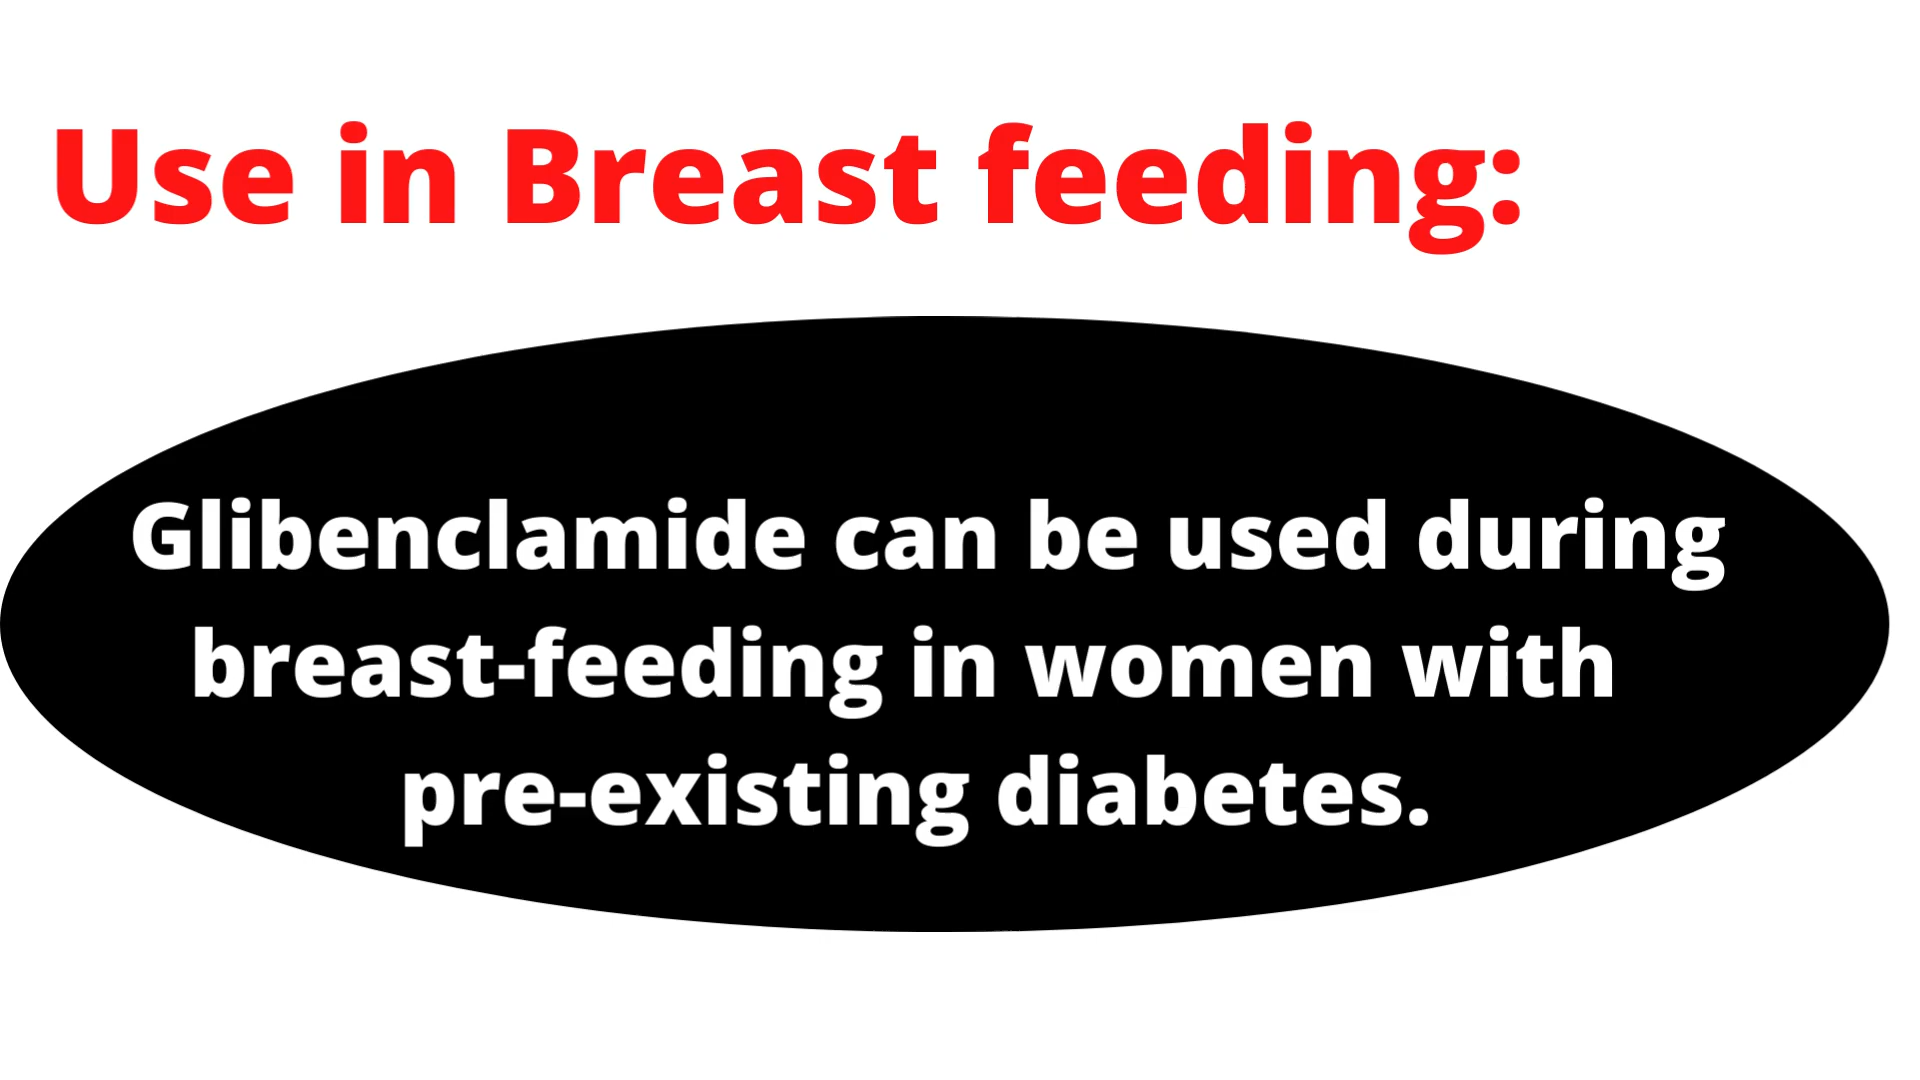 Use in Breast feeding:
Glibenclamide can be used during
breast-feeding in women with
pre-existing diabetes.